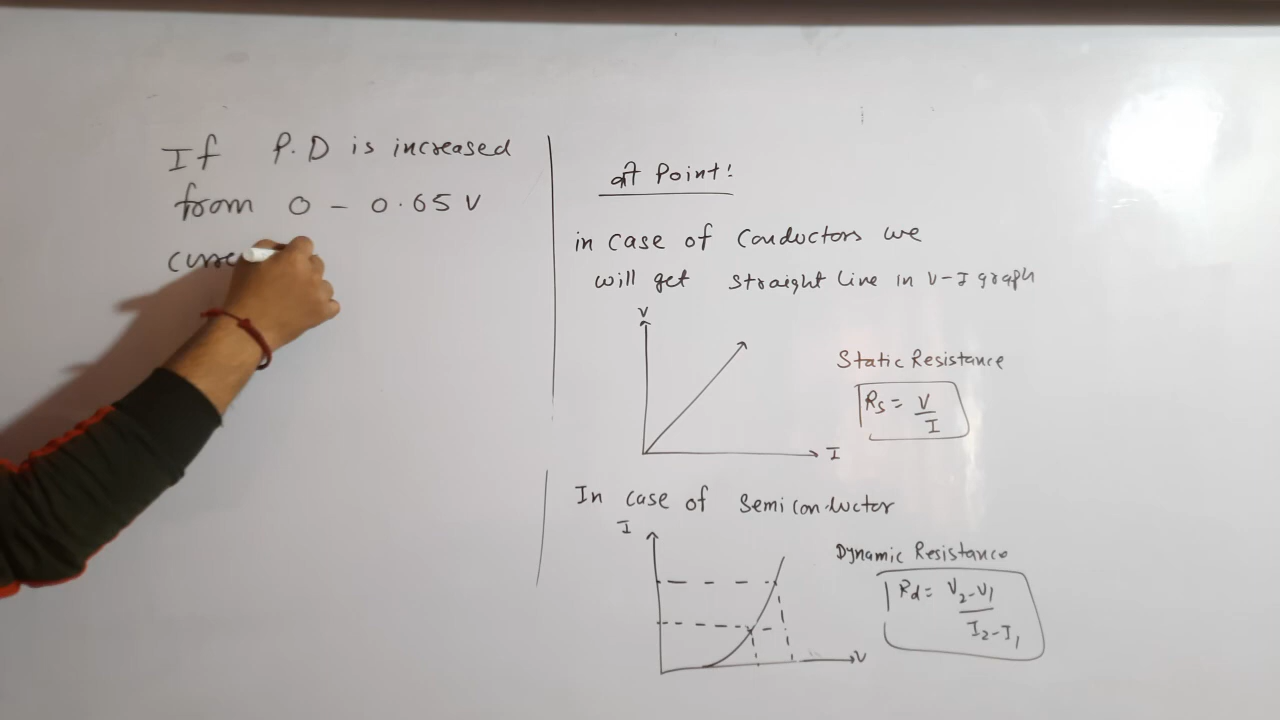 If P.D is increased
from 0 - 0.65 V
curre
at Point!
in case of Conductors we
will get straight line in V-I graph
V
Static Resistance
Rs = V/I
I
In case of Semiconductor
I
Dynamic Resistance
Rd = V2-V1/I2-I1
V